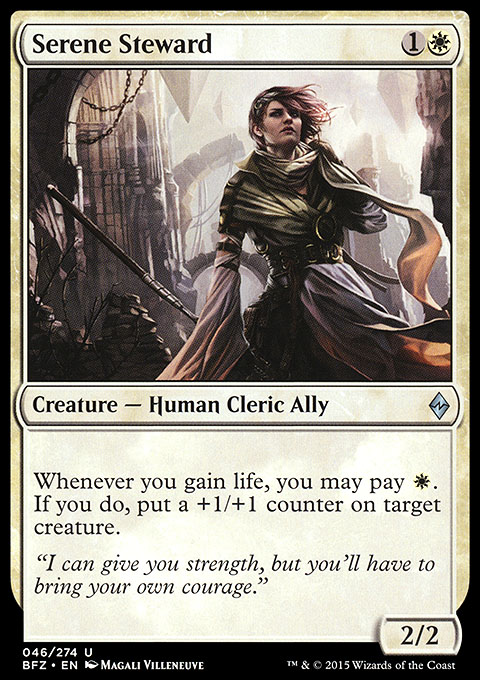 Serene Steward 1
Creature — Human Cleric Ally
Whenever you gain life, you may pay .
If you do, put a +1/+1 counter on target
creature.
“I can give you strength, but you’ll have to
bring your own courage.”
2/2
046/274 U
BFZ • EN Magali Villeneuve
™ & © 2015 Wizards of the Coast